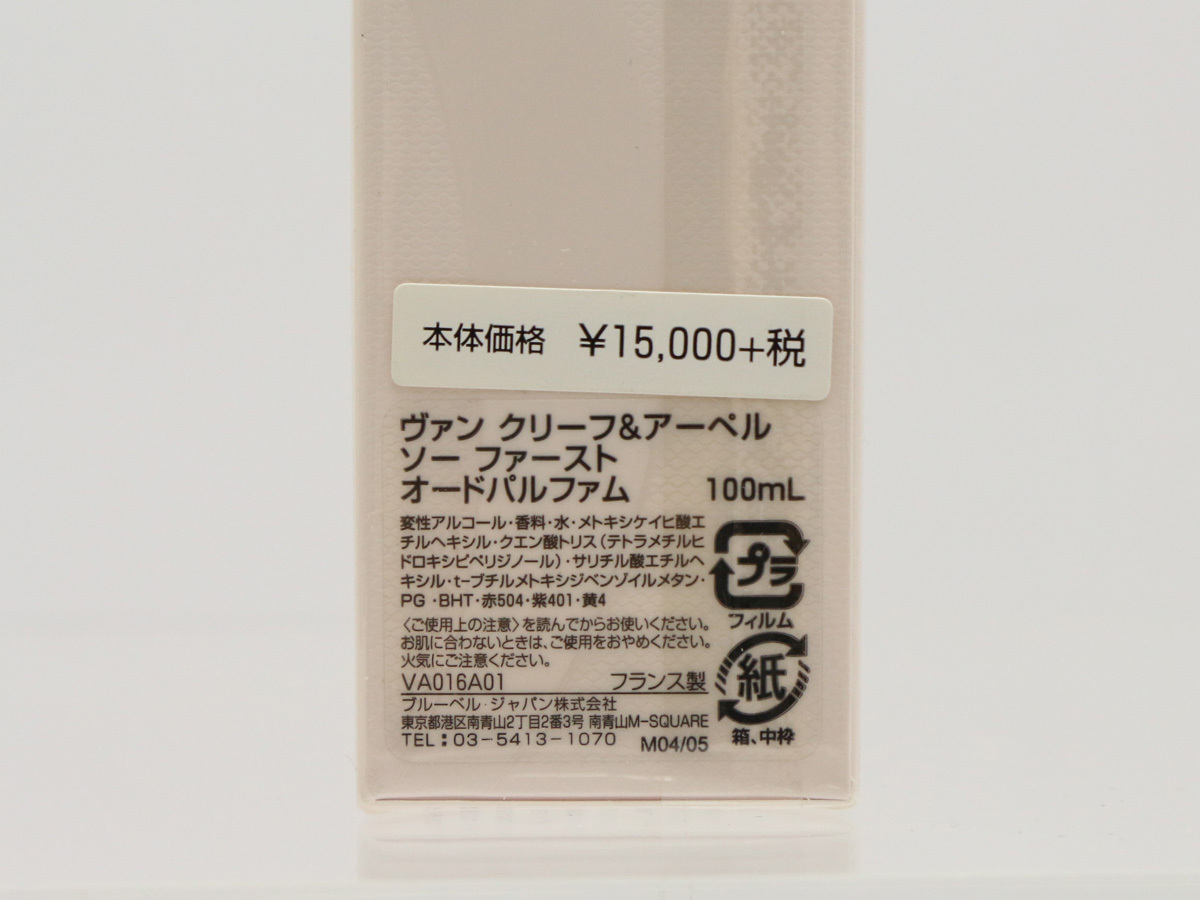 本体価格 ¥15,000+税
ヴァン クリーフ&アーペル
ソー ファースト
オードパルファム 100mL
変性アルコール・香料・水・メトキシケイヒ酸エ
チルヘキシル・クエン酸トリス(テトラメチルヒ
ドロキシピペリジノール)・サリチル酸エチルヘ
キシル・t-ブチルメトキシジベンゾイルメタン・
PG・BHT・赤504・紫401・黄4
プラ
フィルム
〈ご使用上の注意〉を読んでからお使いください。
お肌に合わないときは、ご使用をおやめください。
火気にご注意ください。
VA016A01 フランス製
紙
箱、中枠
ブルーベル・ジャパン株式会社
東京都港区南青山2丁目2番3号 南青山M-SQUARE
TEL:03-5413-1070 M04/05